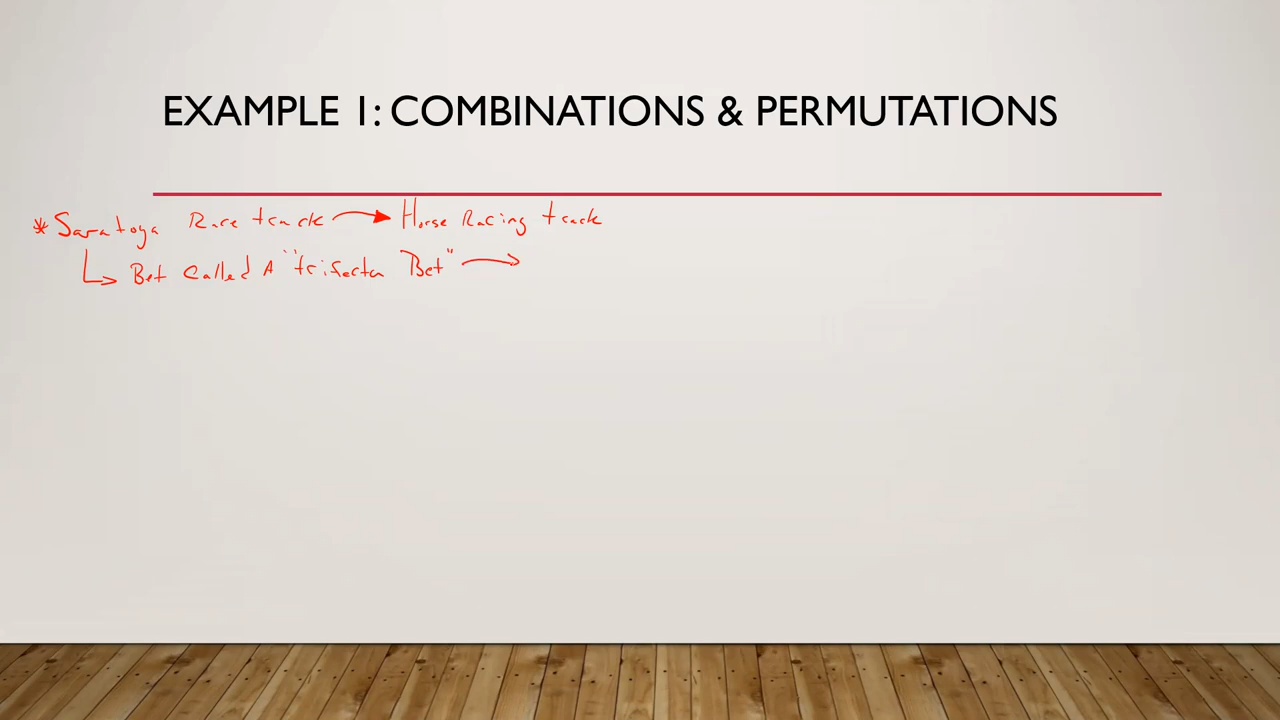 EXAMPLE 1: COMBINATIONS & PERMUTATIONS
* Saratoga Race track → Horse Racing track
↳ Bet Called A "trifecta Bet" →